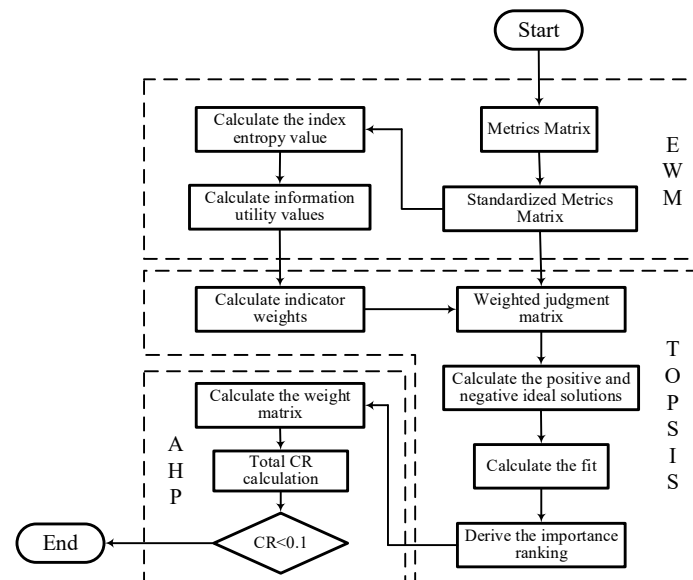 Start
Metrics Matrix
Standardized Metrics
Matrix
Calculate the index
entropy value
Calculate information
utility values
E
W
M
Calculate indicator
weights
Weighted judgment
matrix
Calculate the positive and
negative ideal solutions
Calculate the fit
Derive the importance
ranking
T
O
P
S
I
S
Calculate the weight
matrix
Total CR
calculation
CR<0.1
A
H
P
End